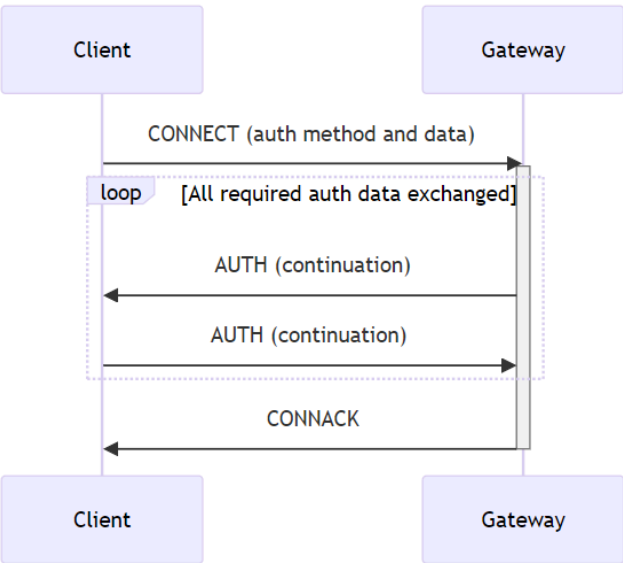 Client
Gateway
CONNECT (auth method and data)
loop
[All required auth data exchanged]
AUTH (continuation)
AUTH (continuation)
CONNACK
Client
Gateway